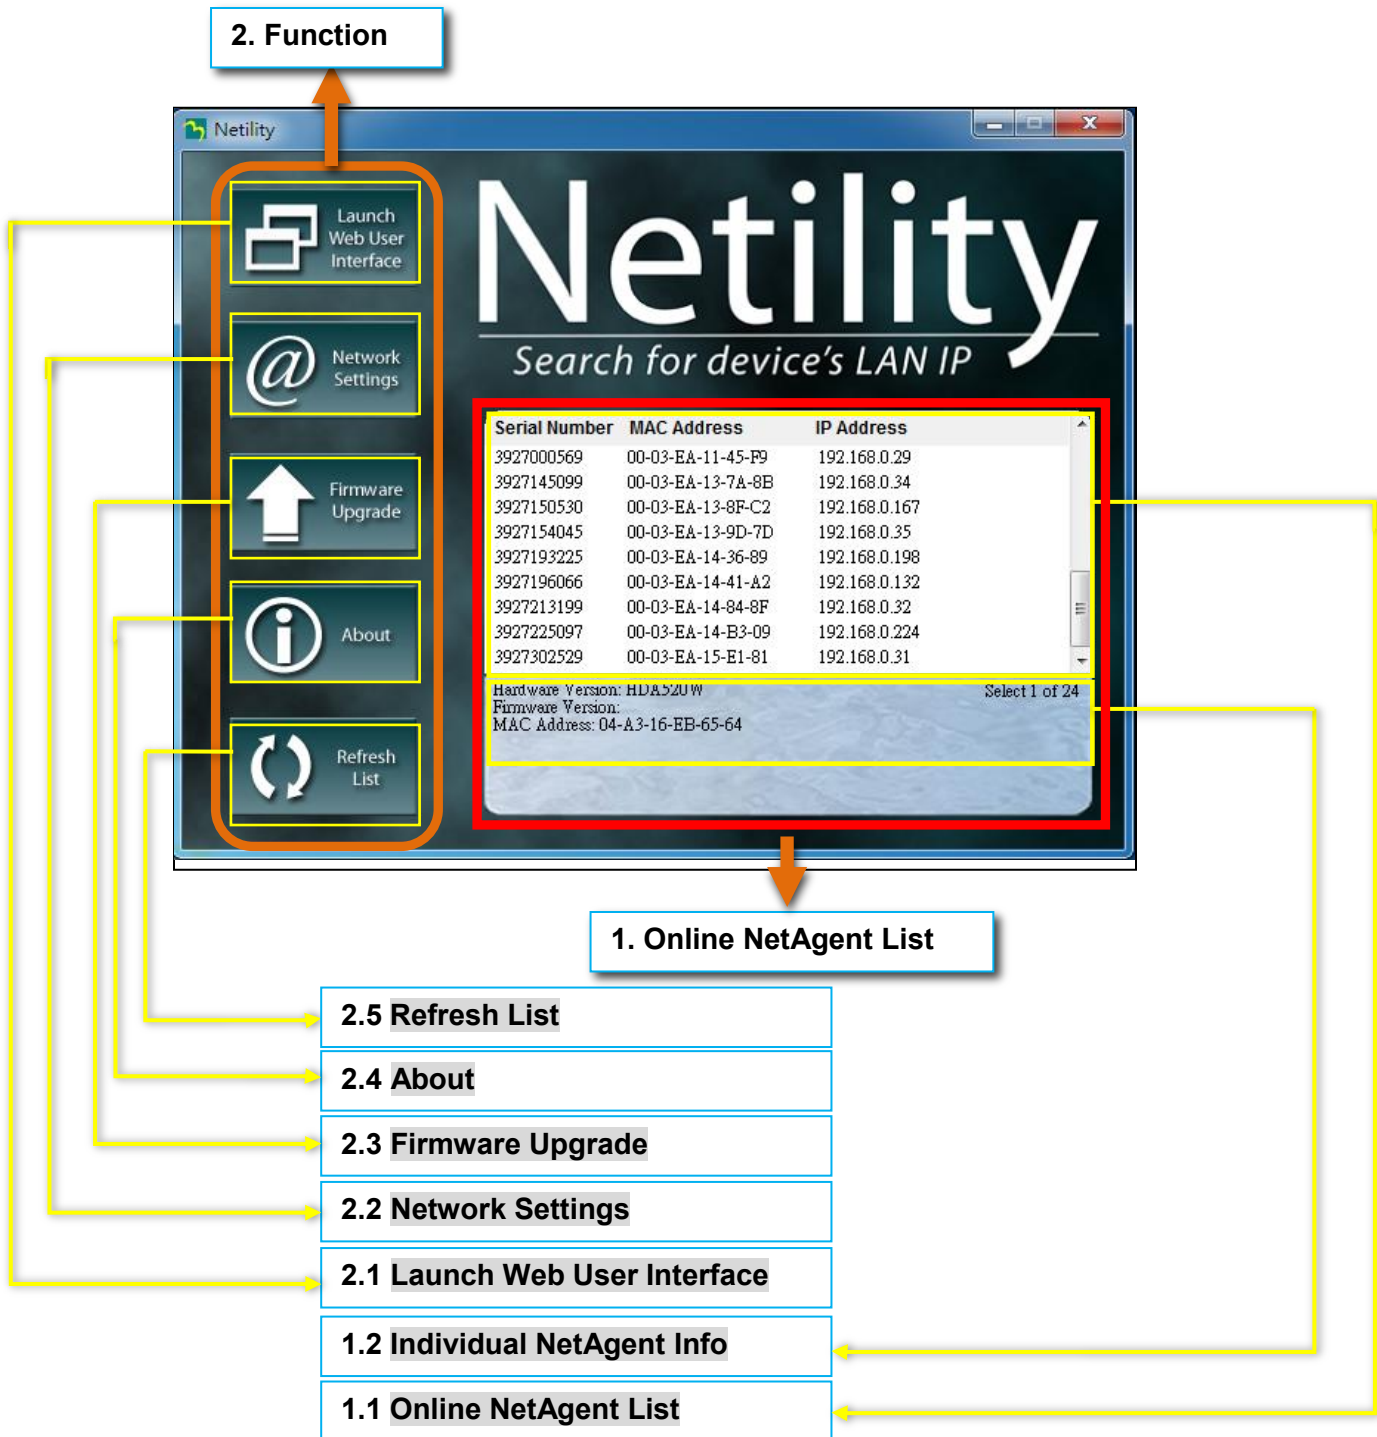 2. Function
Netility
Launch
Web User
Interface
Network
Settings
Firmware
Upgrade
About
Refresh
List
Netility
Search for device's LAN IP
Serial Number MAC Address IP Address
3927000569 00-03-EA-11-45-F9 192.168.0.29
3927145099 00-03-EA-13-7A-8B 192.168.0.34
3927150530 00-03-EA-13-8F-C2 192.168.0.167
3927154045 00-03-EA-13-9D-7D 192.168.0.35
3927193225 00-03-EA-14-36-89 192.168.0.198
3927196066 00-03-EA-14-41-A2 192.168.0.132
3927213199 00-03-EA-14-84-8F 192.168.0.32
3927225097 00-03-EA-14-B3-09 192.168.0.224
3927302529 00-03-EA-15-E1-81 192.168.0.31
Hardware Version: HDA520W Select 1 of 24
Firmware Version:
MAC Address: 04-A3-16-EB-65-64
1. Online NetAgent List
2.5 Refresh List
2.4 About
2.3 Firmware Upgrade
2.2 Network Settings
2.1 Launch Web User Interface
1.2 Individual NetAgent Info
1.1 Online NetAgent List